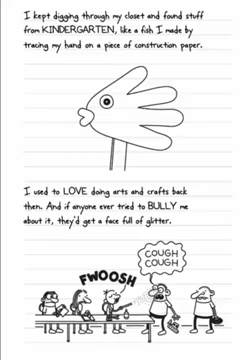 I kept digging through my closet and found stuff
from KINDERGARTEN, like a fish I made by
tracing my hand on a piece of construction paper.
I used to LOVE doing arts and crafts back
then. And if anyone ever tried to BULLY me
about it, they'd get a face full of glitter.
COUGH
COUGH
FWOOSH